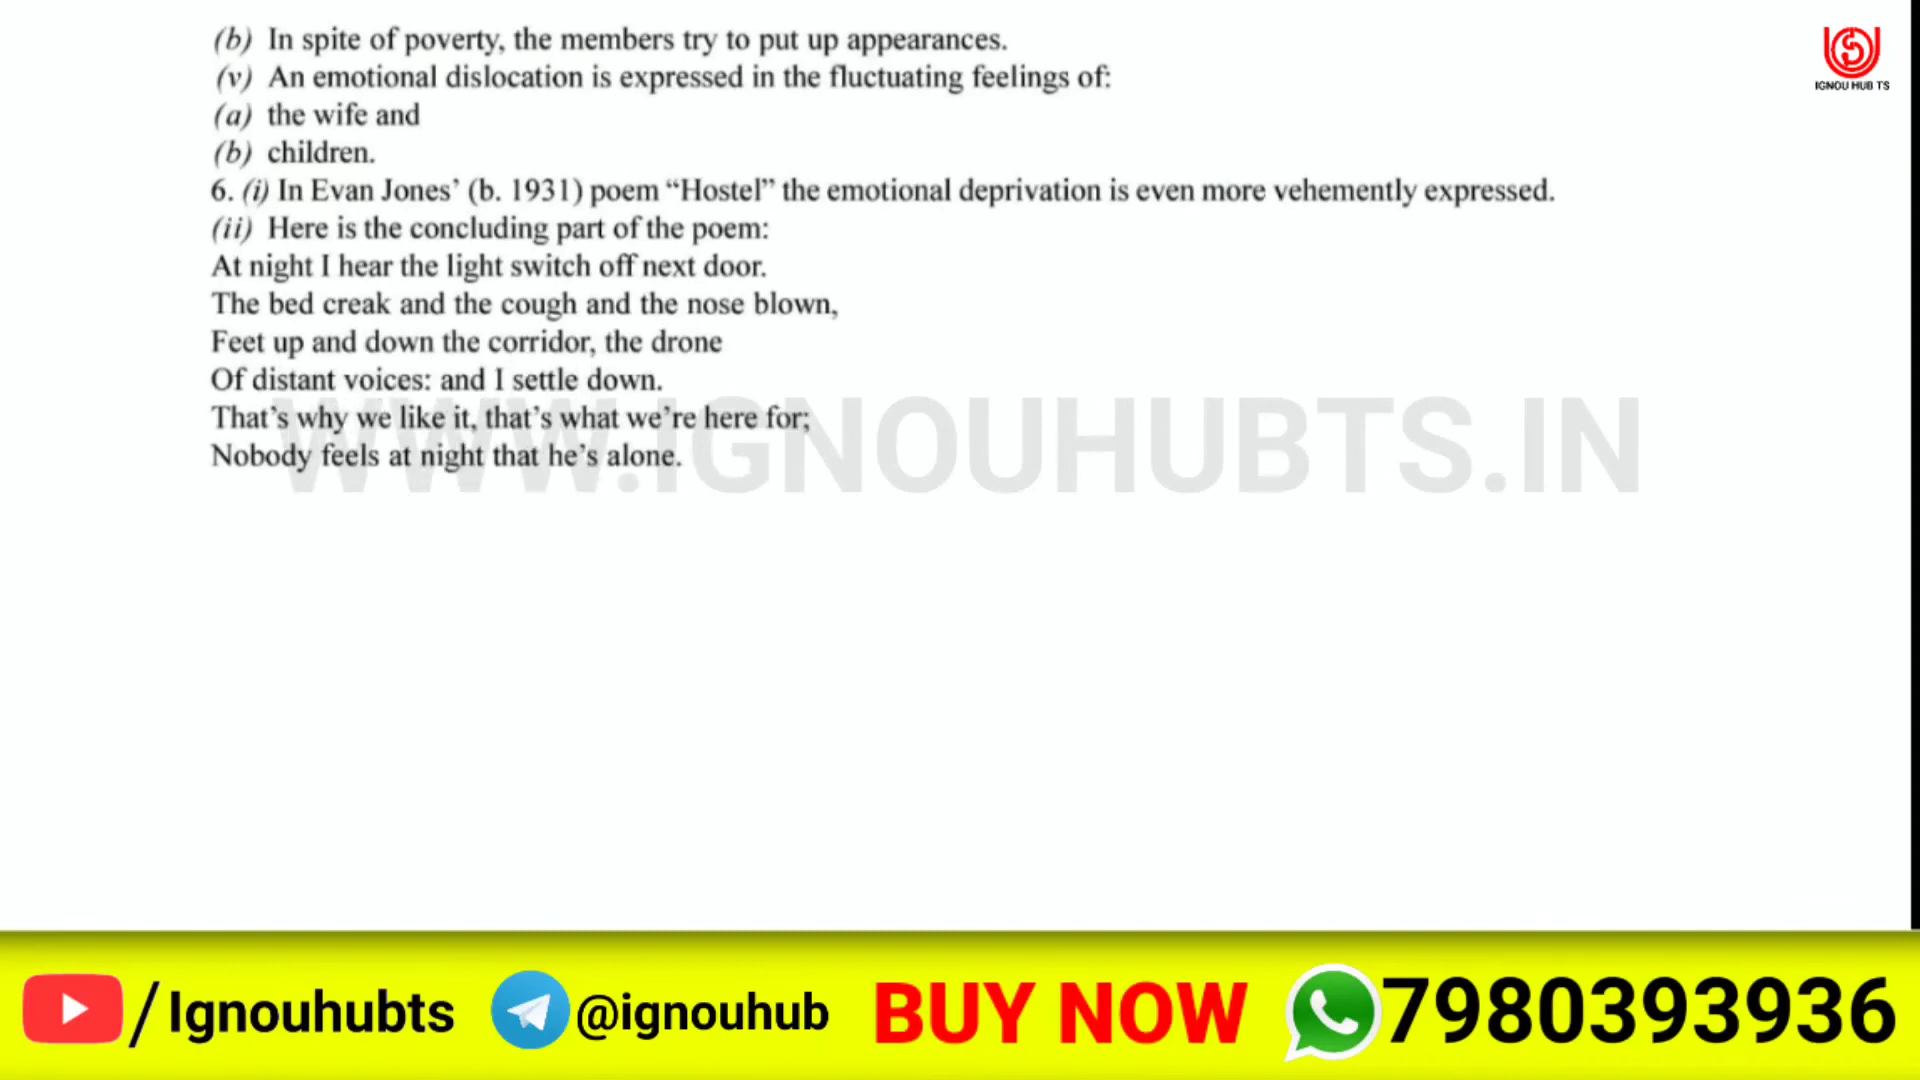 (b) In spite of poverty, the members try to put up appearances.
(v) An emotional dislocation is expressed in the fluctuating feelings of:
(a) the wife and
(b) children.
6. (i) In Evan Jones’ (b. 1931) poem “Hostel” the emotional deprivation is even more vehemently expressed.
(ii) Here is the concluding part of the poem:
At night I hear the light switch off next door.
The bed creak and the cough and the nose blown,
Feet up and down the corridor, the drone
Of distant voices: and I settle down.
That’s why we like it, that’s what we’re here for;
Nobody feels at night that he’s alone.
WWW.IGNOUHUBTS.IN
IGNOU HUB TS
/Ignouhubts @ignouhub BUY NOW 7980393936